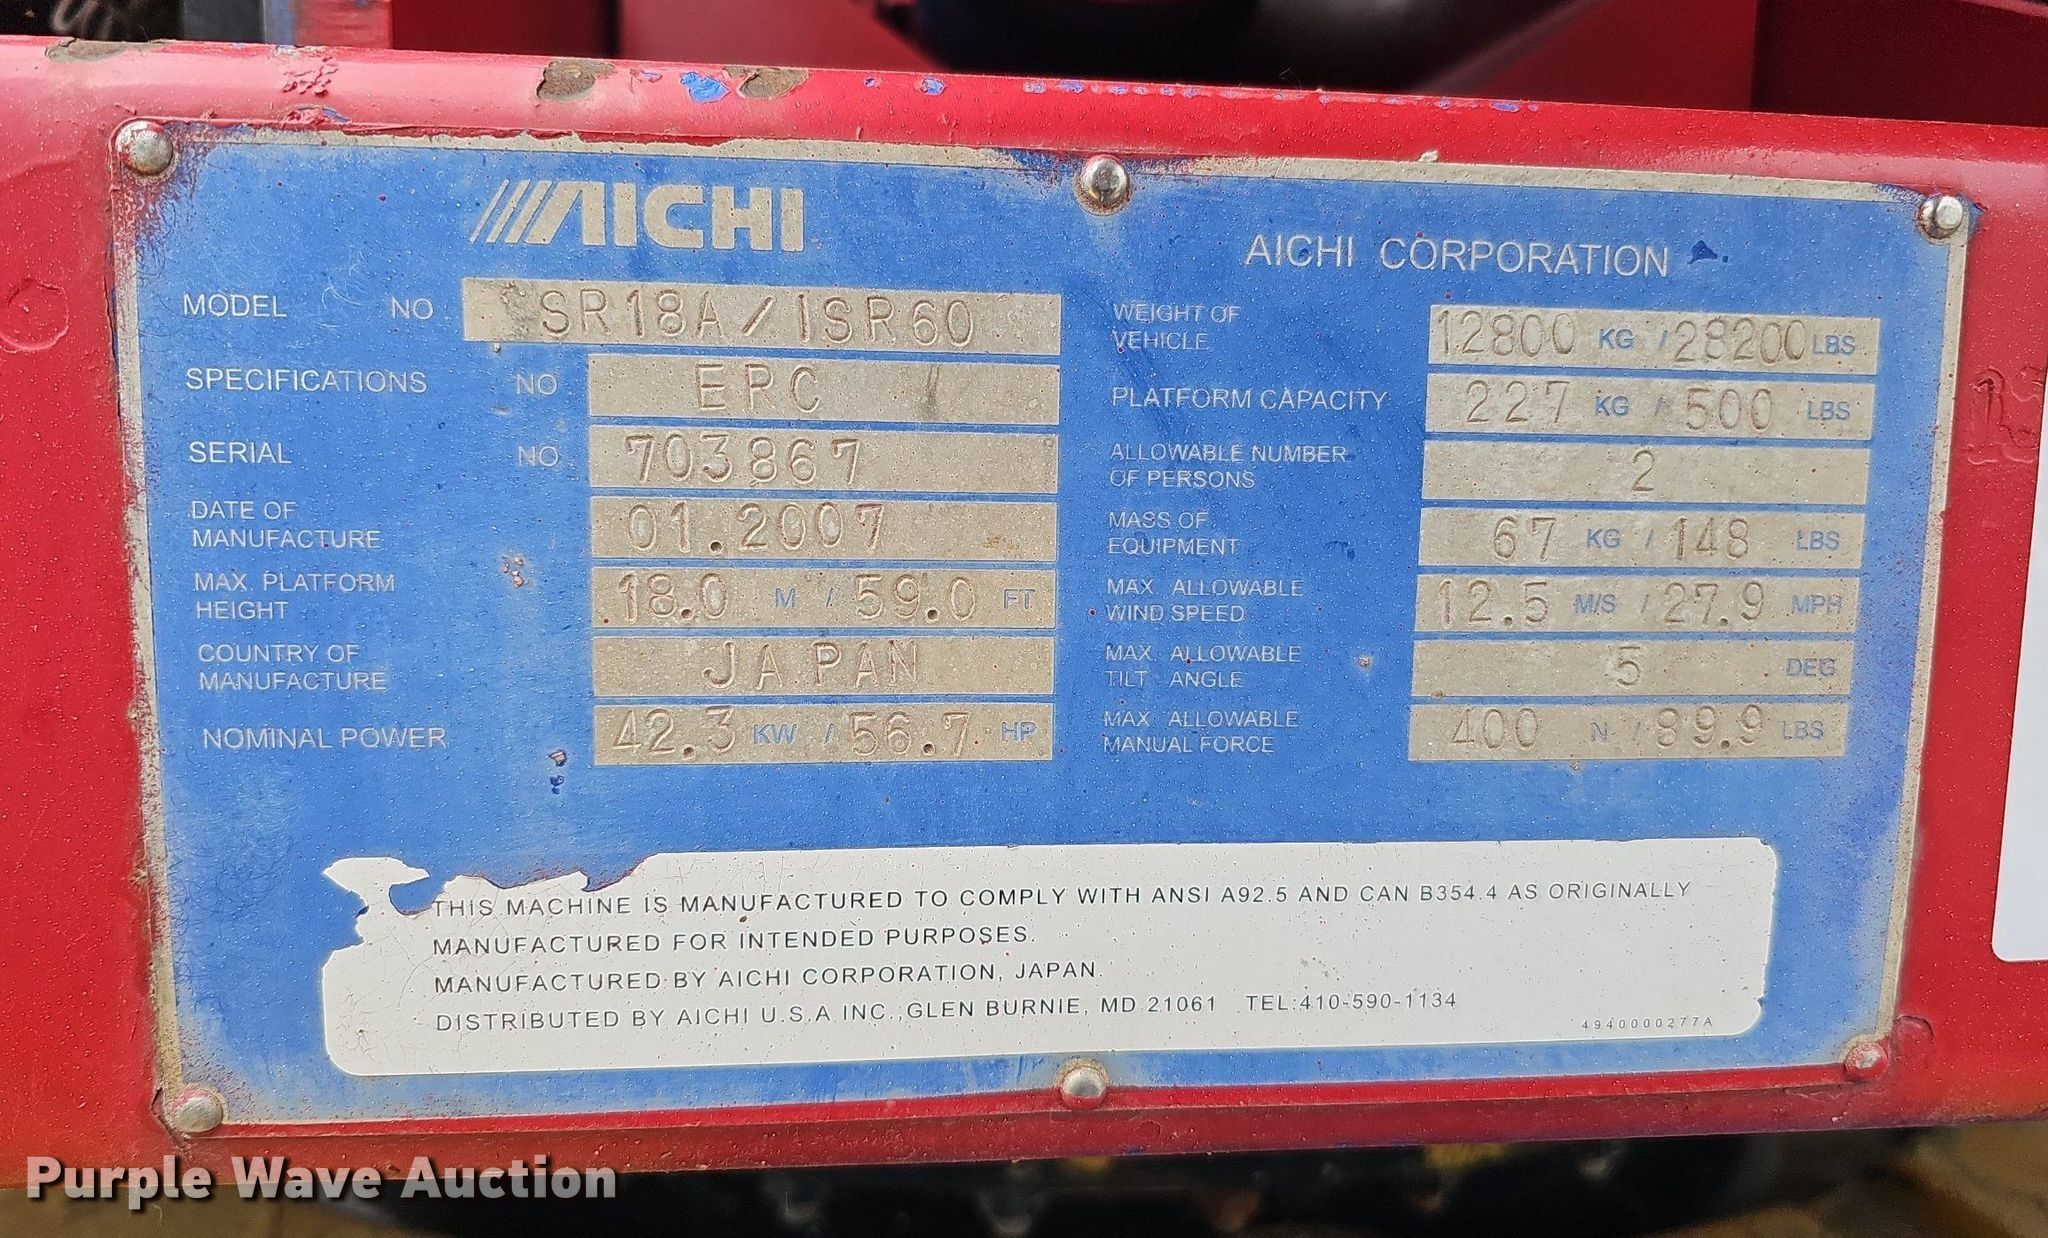 AICHI
AICHI CORPORATION
MODEL NO SR18A/ISR60
SPECIFICATIONS NO ERC
SERIAL NO 703867
DATE OF
MANUFACTURE 01.2007
MAX. PLATFORM
HEIGHT 18.0 M / 59.0 FT
COUNTRY OF
MANUFACTURE JAPAN
NOMINAL POWER 42.3 KW / 56.7 HP
WEIGHT OF
VEHICLE 12800 KG / 28200 LBS
PLATFORM CAPACITY 227 KG / 500 LBS
ALLOWABLE NUMBER
OF PERSONS 2
MASS OF
EQUIPMENT 67 KG / 148 LBS
MAX. ALLOWABLE
WIND SPEED 12.5 M/S / 27.9 MPH
MAX. ALLOWABLE
TILT ANGLE 5 DEG
MAX. ALLOWABLE
MANUAL FORCE 400 N / 89.9 LBS
THIS MACHINE IS MANUFACTURED TO COMPLY WITH ANSI A92.5 AND CAN B354.4 AS ORIGINALLY
MANUFACTURED FOR INTENDED PURPOSES.
MANUFACTURED BY AICHI CORPORATION, JAPAN.
DISTRIBUTED BY AICHI U.S.A INC.,GLEN BURNIE, MD 21061 TEL:410-590-1134
4940000277A
Purple Wave Auction